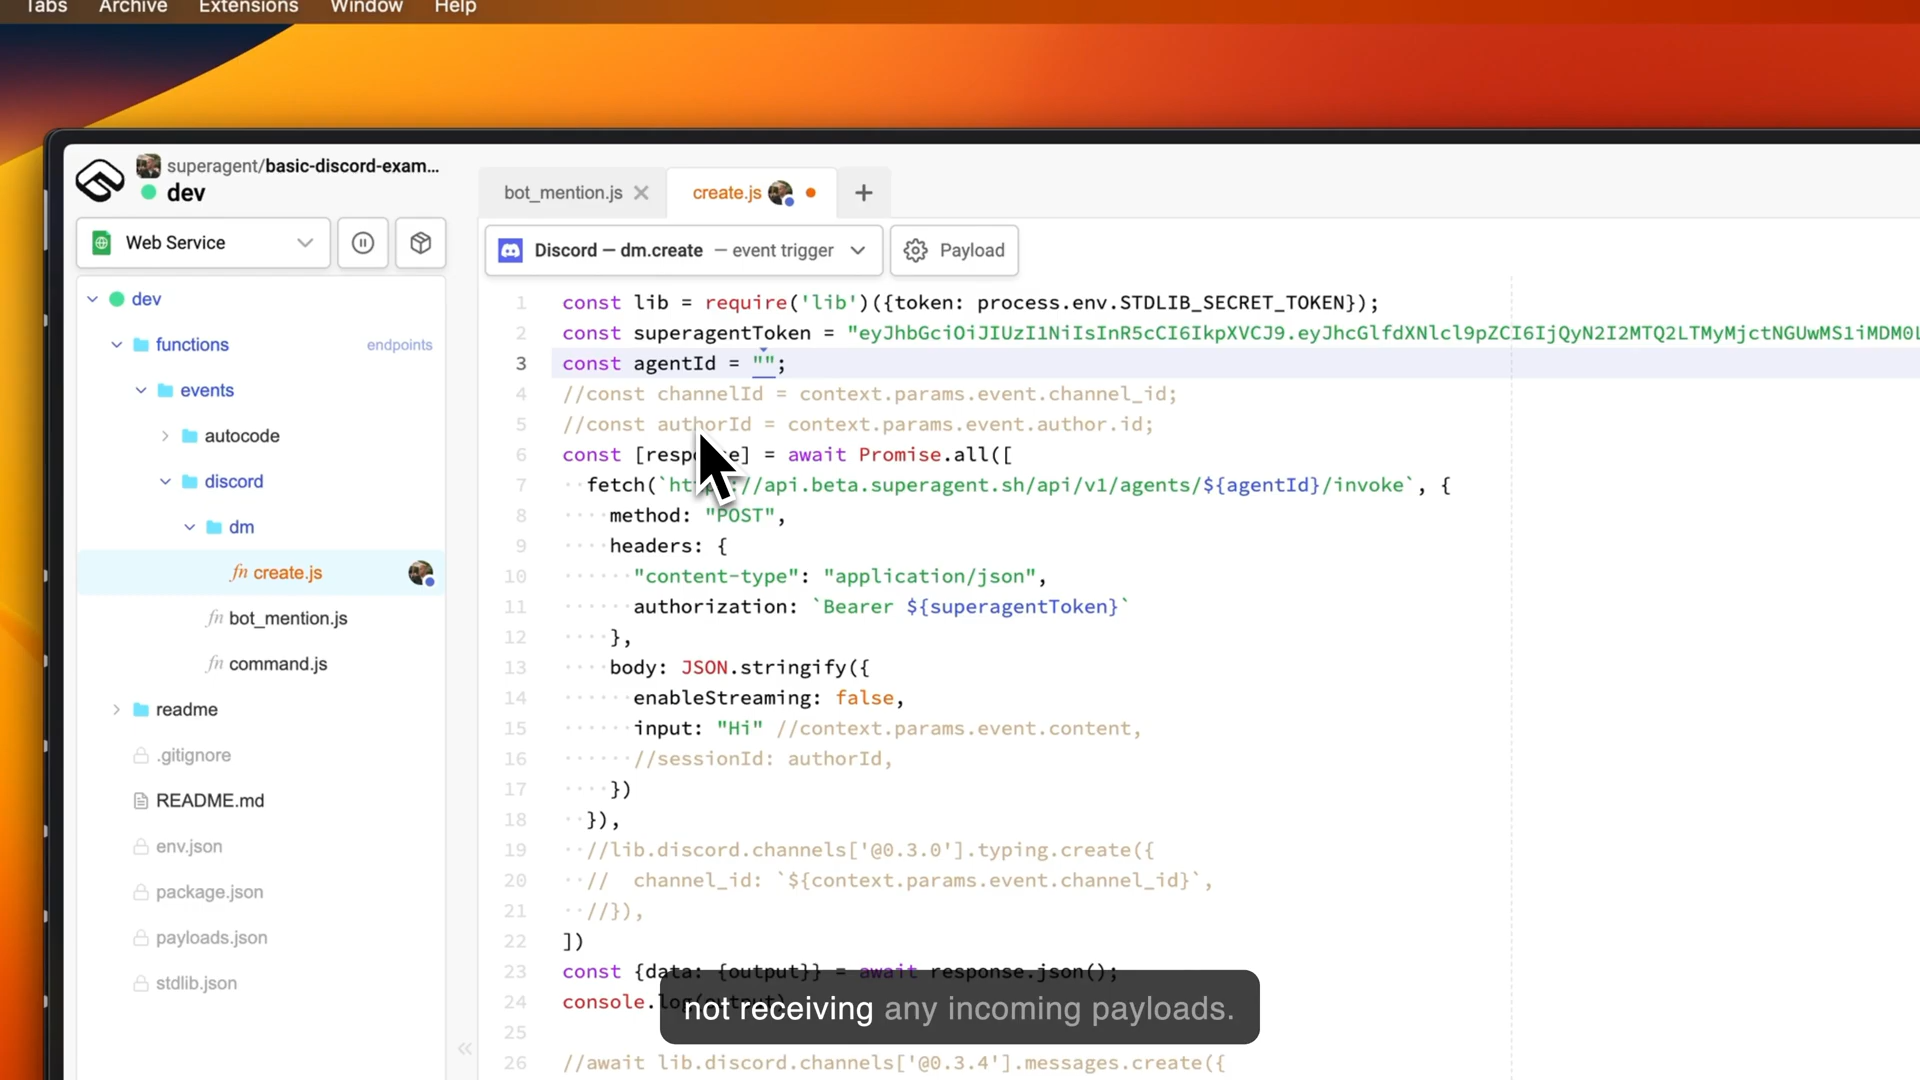 Tabs Archive Extensions Window Help
superagent/basic-discord-exam...
dev
bot_mention.js
create.js
Web Service
Discord — dm.create — event trigger
Payload
dev
functions endpoints
events
autocode
discord
dm
fn create.js
fn bot_mention.js
fn command.js
readme
.gitignore
README.md
env.json
package.json
payloads.json
stdlib.json
1 const lib = require('lib')({token: process.env.STDLIB_SECRET_TOKEN});
2 const superagentToken = "eyJhbGciOiJIUzI1NiIsInR5cCI6IkpXVCJ9.eyJhcGlfdXNlcl9pZCI6IjQyN2I2MTQ2LTMyMjctNGUwMS1iMDM0L
3 const agentId = "";
4 //const channelId = context.params.event.channel_id;
5 //const authorId = context.params.event.author.id;
6 const [response] = await Promise.all([
7 fetch(`https://api.beta.superagent.sh/api/v1/agents/${agentId}/invoke`, {
8 method: "POST",
9 headers: {
10 "content-type": "application/json",
11 authorization: `Bearer ${superagentToken}`
12 },
13 body: JSON.stringify({
14 enableStreaming: false,
15 input: "Hi" //context.params.event.content,
16 //sessionId: authorId,
17 })
18 }),
19 //lib.discord.channels['@0.3.0'].typing.create({
20 // channel_id: `${context.params.event.channel_id}`,
21 //}),
22 ])
23 const {data: {output}} = await response.json();
24 console.log(output)
25
26 //await lib.discord.channels['@0.3.4'].messages.create({
not receiving any incoming payloads.